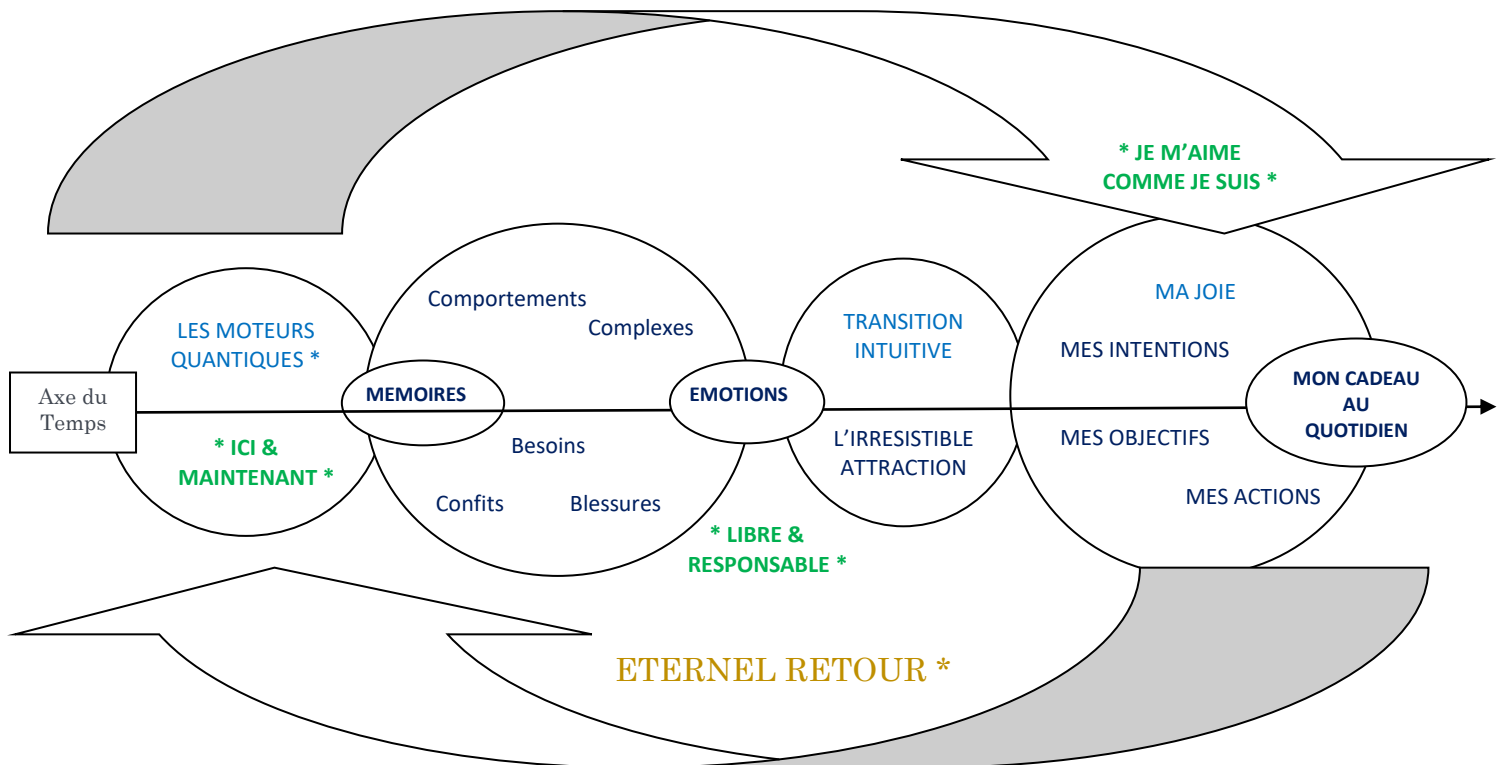 * JE M’AIME
COMME JE SUIS *
Comportements
Complexes
MA JOIE
LES MOTEURS
QUANTIQUES *
TRANSITION
INTUITIVE
MES INTENTIONS
Axe du
Temps
MEMOIRES
EMOTIONS
MON CADEAU
AU
QUOTIDIEN
* ICI &
MAINTENANT *
Besoins
L’IRRESISTIBLE
ATTRACTION
MES OBJECTIFS
Confits
Blessures
MES ACTIONS
* LIBRE &
RESPONSABLE *
ETERNEL RETOUR *